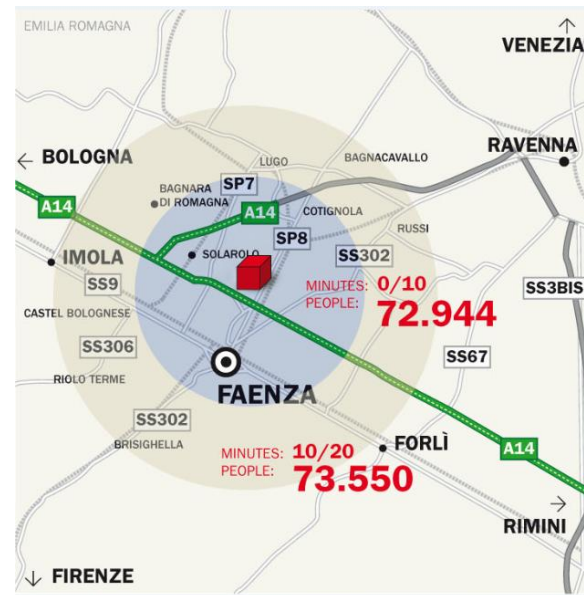 EMILIA ROMAGNA
VENEZIA
BOLOGNA
RAVENNA
LUGO
BAGNACAVALLO
SP7
BAGNARA
DI ROMAGNA
A14
A14
COTIGNOLA
RUSSI
SP8
IMOLA
SOLAROLO
SS302
SS9
MINUTES: 0/10
PEOPLE: 72.944
SS3BIS
CASTEL BOLOGNESE
SS306
SS67
RIOLO TERME
FAENZA
SS302
BRISIGHELLA
FORLÌ
A14
MINUTES: 10/20
PEOPLE: 73.550
RIMINI
FIRENZE